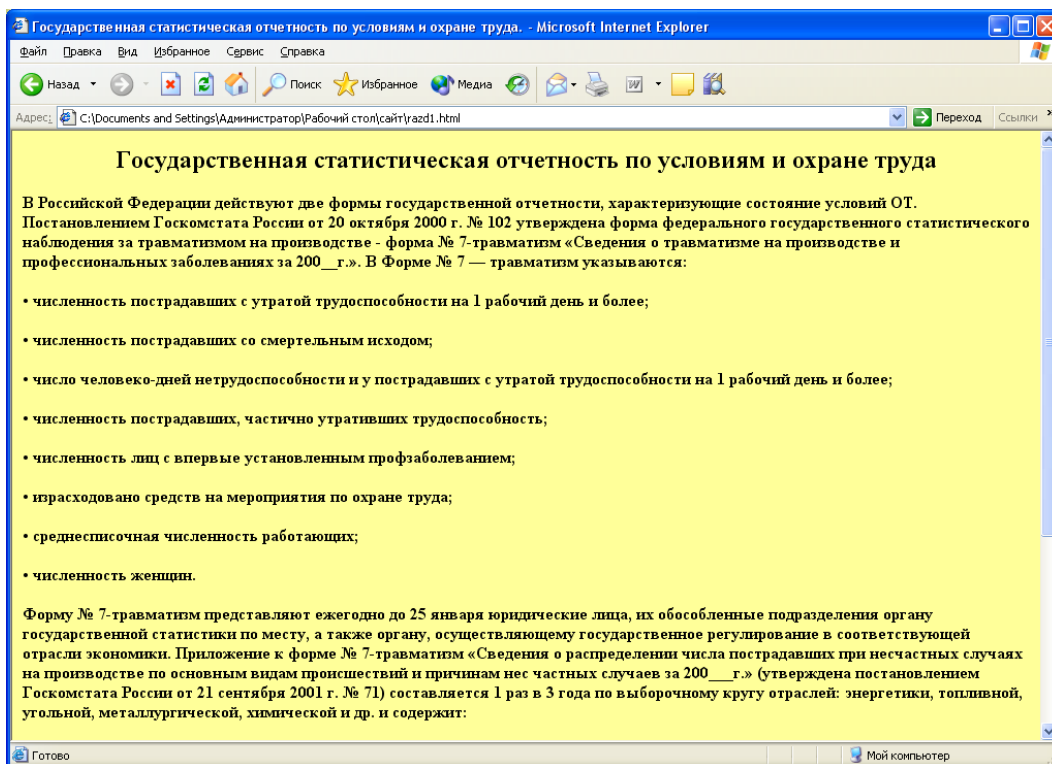 Государственная статистическая отчетность по условиям и охране труда. - Microsoft Internet Explorer
Файл Правка Вид Избранное Сервис Справка
Назад Поиск Избранное Медиа
Адрес: C:\Documents and Settings\Администратор\Рабочий стол\сайт\razd1.html Переход Ссылки »
Государственная статистическая отчетность по условиям и охране труда
В Российской Федерации действуют две формы государственной отчетности, характеризующие состояние условий ОТ.
Постановлением Госкомстата России от 20 октября 2000 г. № 102 утверждена форма федерального государственного статистического
наблюдения за травматизмом на производстве - форма № 7-травматизм «Сведения о травматизме на производстве и
профессиональных заболеваниях за 200__г.». В Форме № 7 — травматизм указываются:
• численность пострадавших с утратой трудоспособности на 1 рабочий день и более;
• численность пострадавших со смертельным исходом;
• число человеко-дней нетрудоспособности и у пострадавших с утратой трудоспособности на 1 рабочий день и более;
• численность пострадавших, частично утративших трудоспособность;
• численность лиц с впервые установленным профзаболеванием;
• израсходовано средств на мероприятия по охране труда;
• среднесписочная численность работающих;
• численность женщин.
Форму № 7-травматизм представляют ежегодно до 25 января юридические лица, их обособленные подразделения органу
государственной статистики по месту, а также органу, осуществляющему государственное регулирование в соответствующей
отрасли экономики. Приложение к форме № 7-травматизм «Сведения о распределении числа пострадавших при несчастных случаях
на производстве по основным видам происшествий и причинам нес частных случаев за 200___г.» (утверждена постановлением
Госкомстата России от 21 сентября 2001 г. № 71) составляется 1 раз в 3 года по выборочному кругу отраслей: энергетики, топливной,
угольной, металлургической, химической и др. и содержит:
Готово Мой компьютер